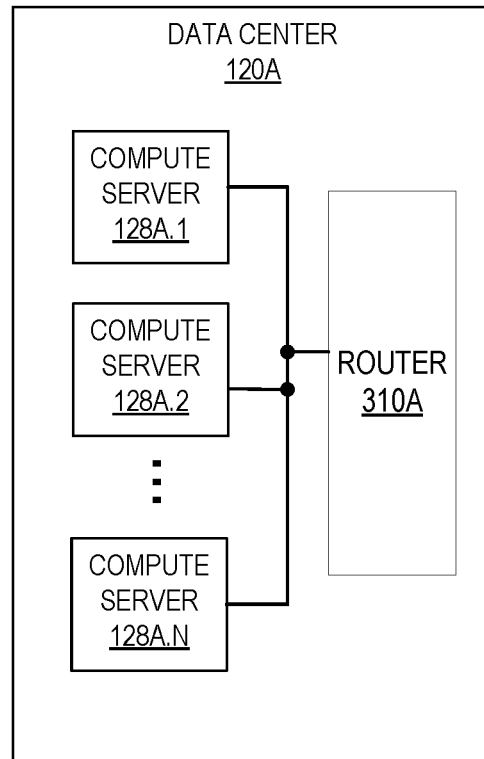 DATA CENTER
120A
COMPUTE
SERVER
128A.1
COMPUTE
SERVER
128A.2
COMPUTE
SERVER
128A.N
ROUTER
310A